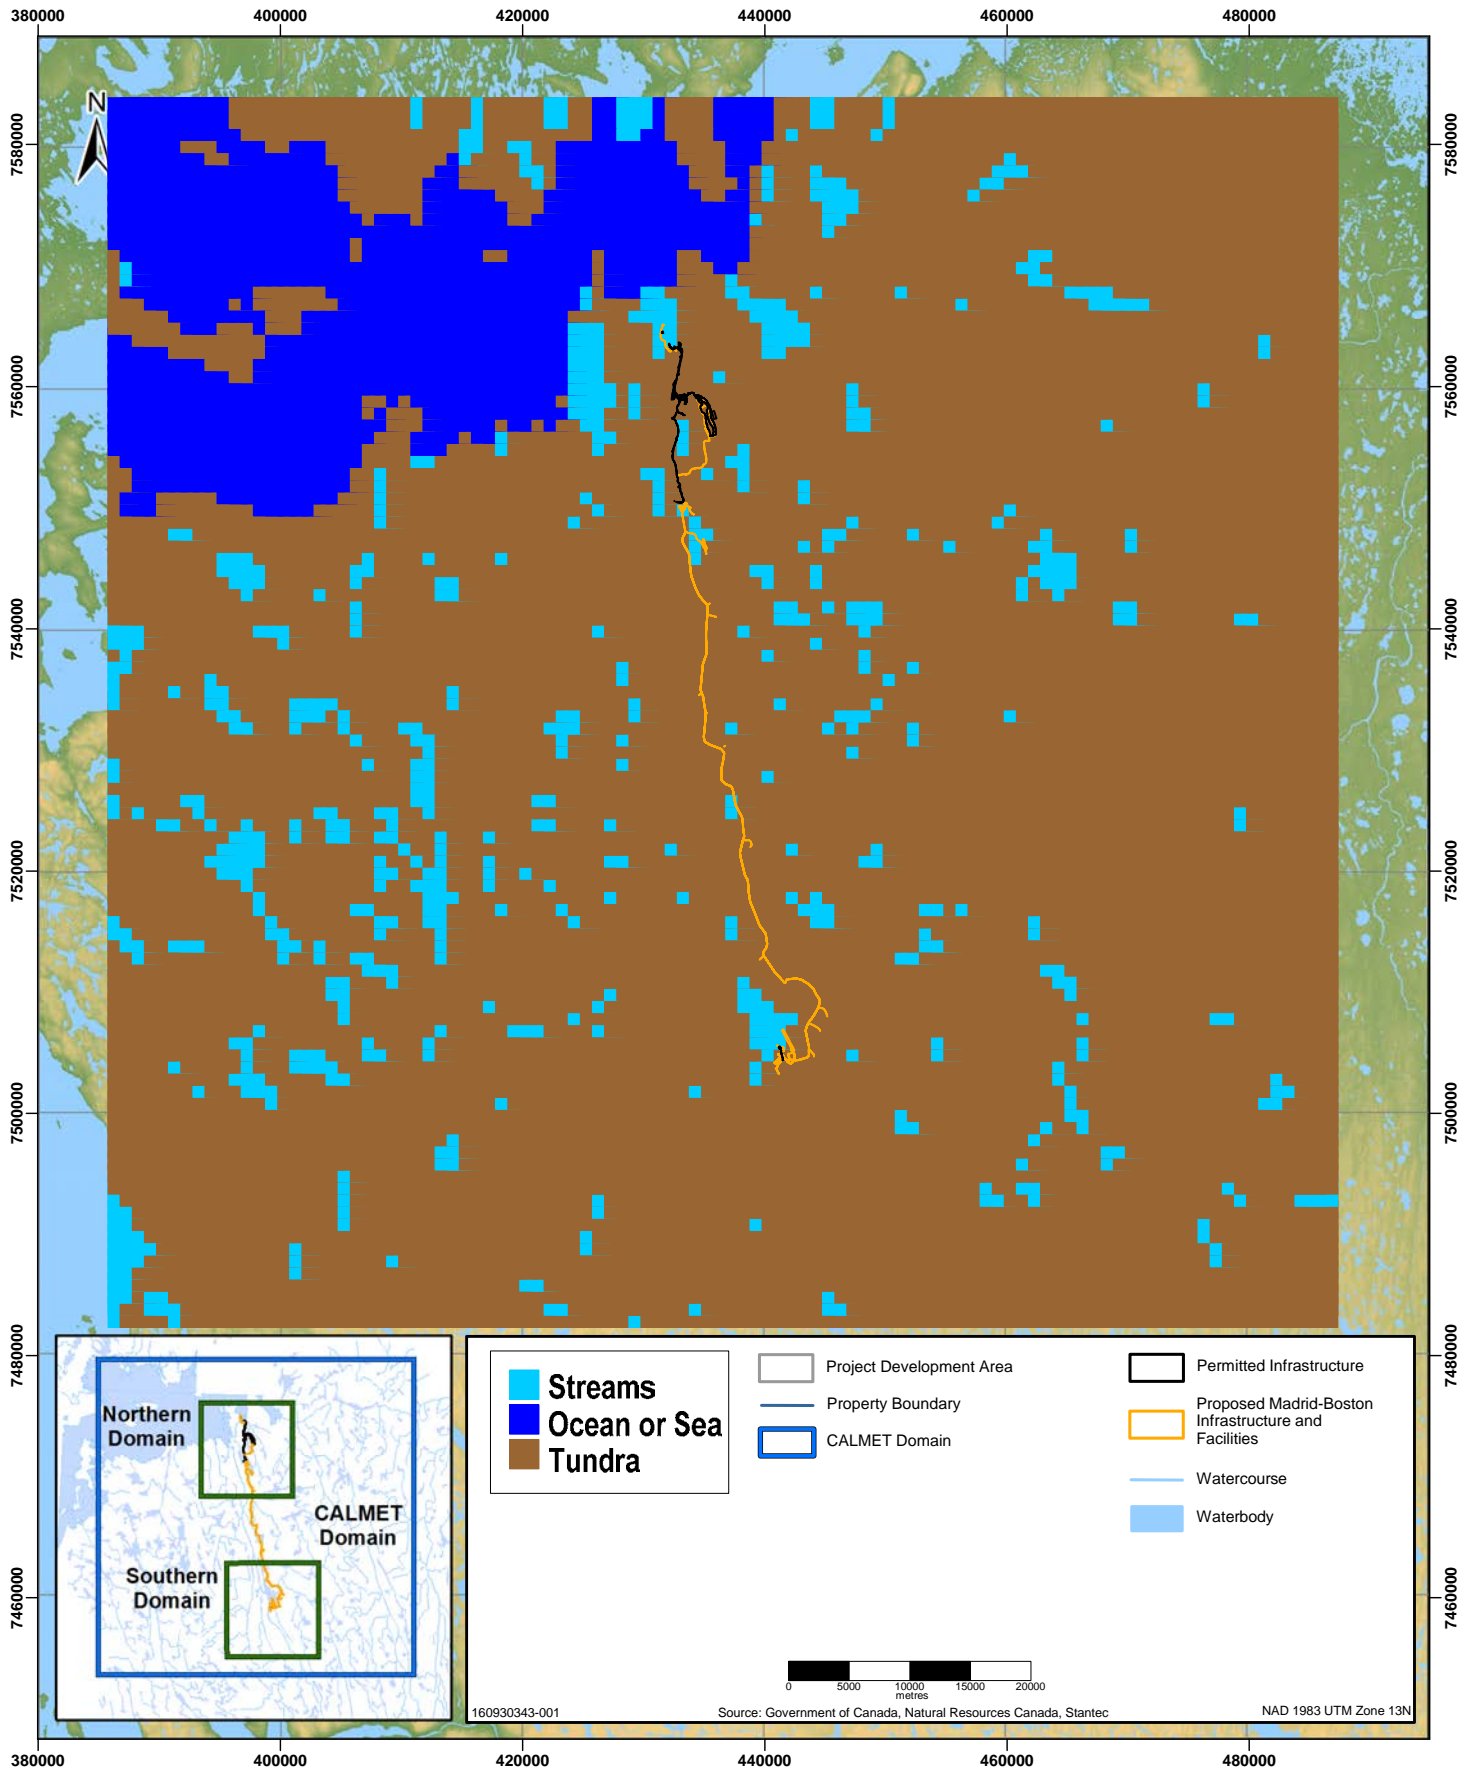 380000
400000
420000
440000
460000
480000
N
7580000
7560000
7540000
7520000
7500000
7480000
7460000
7580000
7560000
7540000
7520000
7500000
7480000
7460000
Northern
Domain
CALMET
Domain
Southern
Domain
Streams
Ocean or Sea
Tundra
Project Development Area
Property Boundary
CALMET Domain
Permitted Infrastructure
Proposed Madrid-Boston
Infrastructure and
Facilities
Watercourse
Waterbody
0 5000 10000 15000 20000
metres
160930343-001
Source: Government of Canada, Natural Resources Canada, Stantec
NAD 1983 UTM Zone 13N
380000
400000
420000
440000
460000
480000